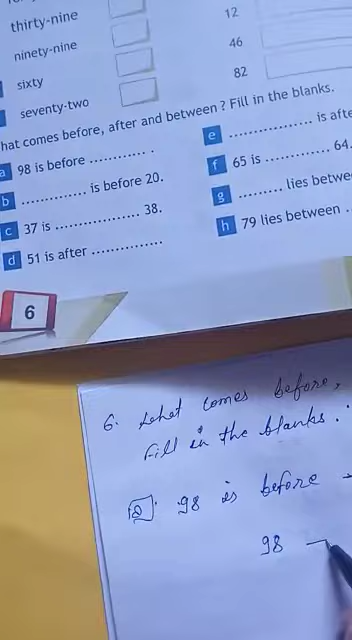 thirty-nine
ninety-nine
sixty
seventy-two
12
46
82
hat comes before, after and between ? Fill in the blanks.
a 98 is before ............ .
b ............. is before 20.
c 37 is ................ 38.
d 51 is after .............
e ................ is afte
f 65 is ............. 64.
g ......... lies betwe
h 79 lies between ..
6
6. what comes before,
Fill in the blanks.
a. 98 is before -
98 —